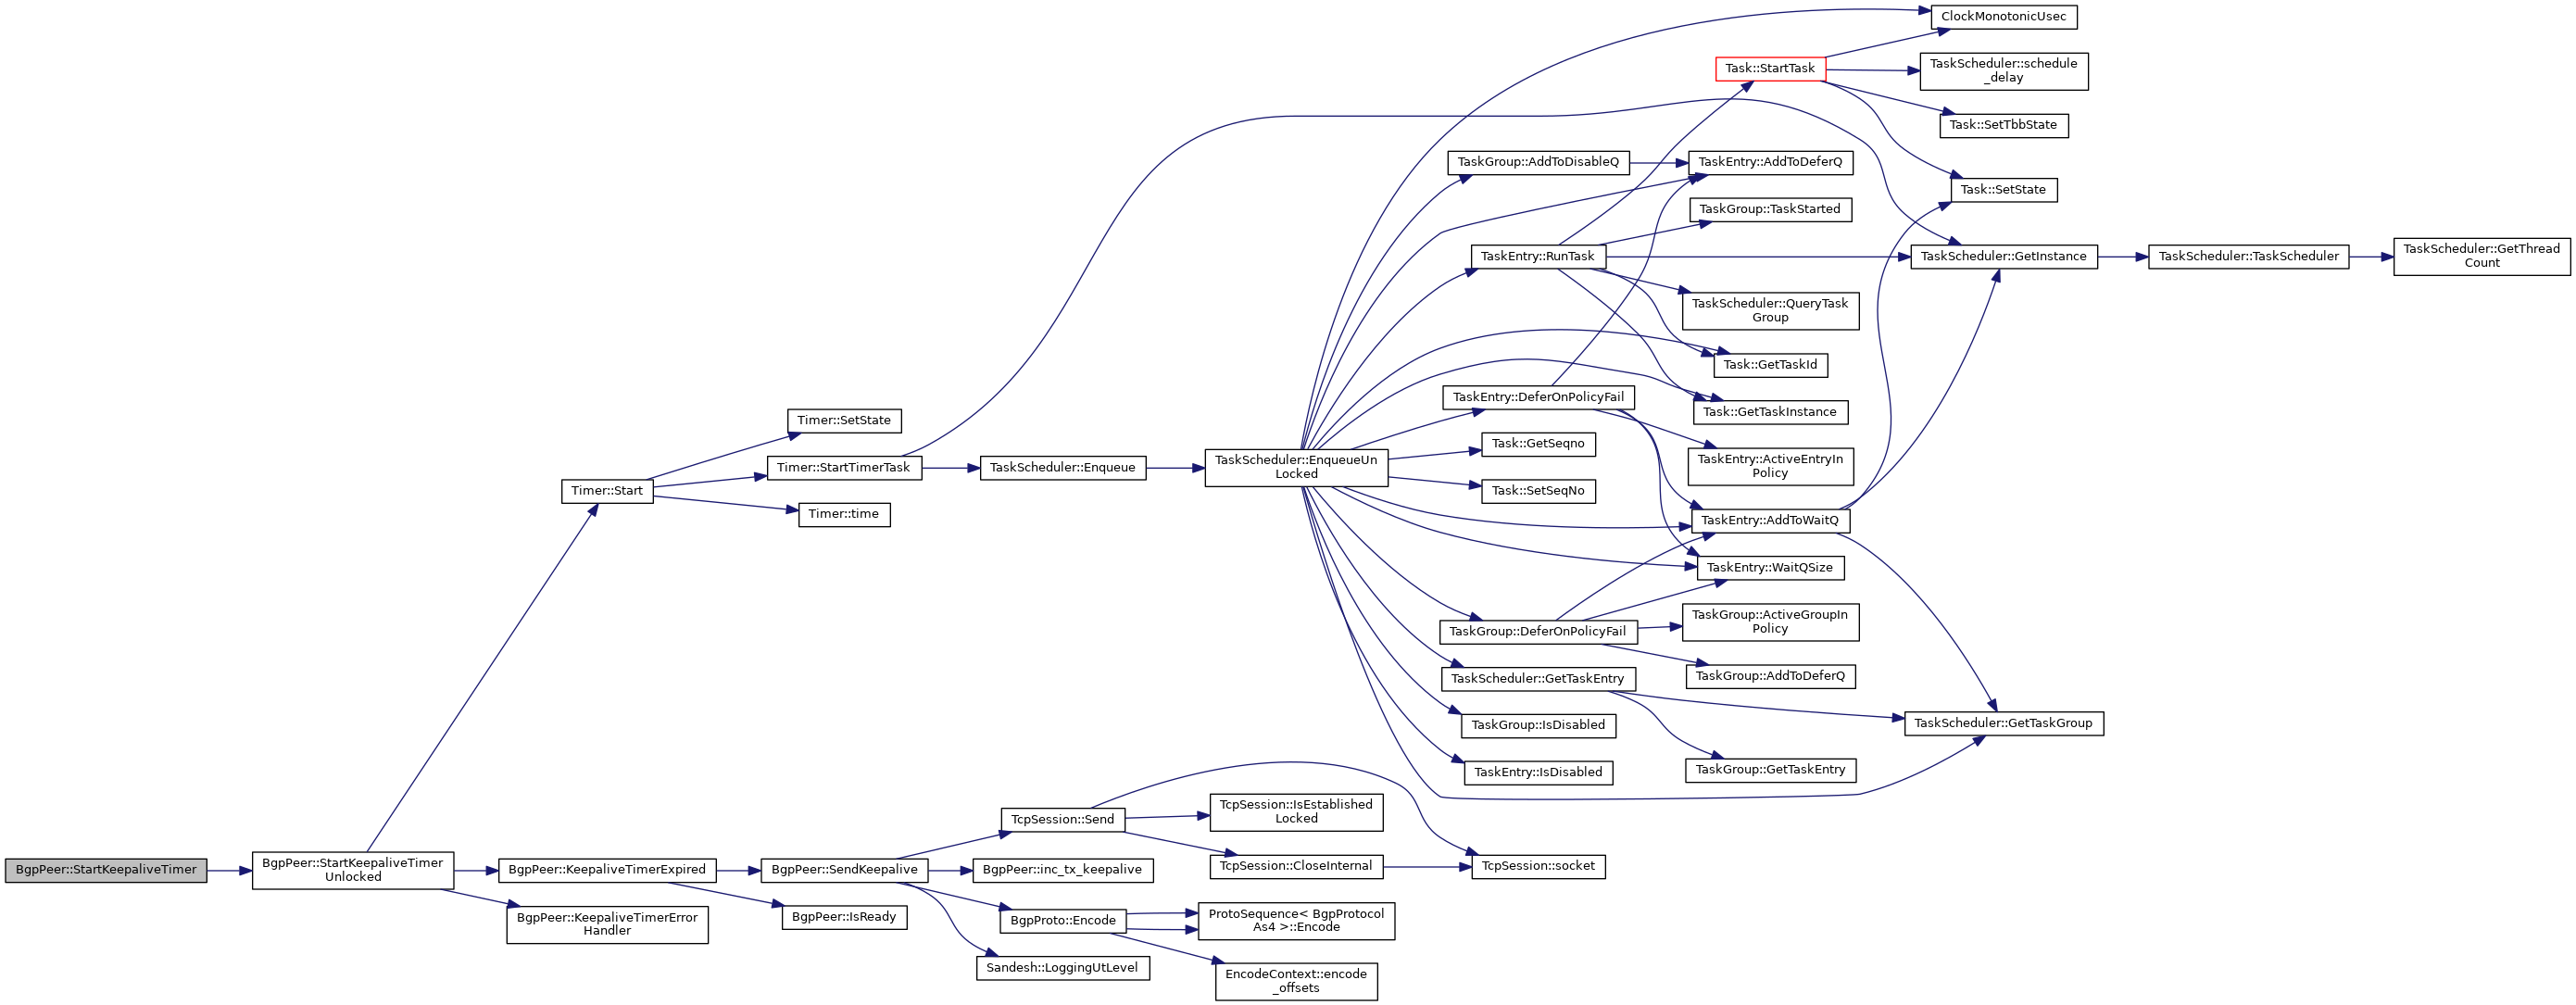 BgpPeer::StartKeepaliveTimer
BgpPeer::StartKeepaliveTimer
Unlocked
Timer::Start
Timer::SetState
Timer::StartTimerTask
Timer::time
TaskScheduler::Enqueue
TaskScheduler::EnqueueUn
Locked
ClockMonotonicUsec
Task::StartTask
TaskScheduler::schedule
_delay
Task::SetTbbState
Task::SetState
TaskGroup::AddToDisableQ
TaskEntry::AddToDeferQ
TaskGroup::TaskStarted
TaskEntry::RunTask
TaskScheduler::GetInstance
TaskScheduler::TaskScheduler
TaskScheduler::GetThread
Count
TaskScheduler::QueryTask
Group
Task::GetTaskId
TaskEntry::DeferOnPolicyFail
Task::GetTaskInstance
Task::GetSeqno
TaskEntry::ActiveEntryIn
Policy
Task::SetSeqNo
TaskEntry::AddToWaitQ
TaskEntry::WaitQSize
TaskGroup::ActiveGroupIn
Policy
TaskGroup::DeferOnPolicyFail
TaskGroup::AddToDeferQ
TaskScheduler::GetTaskEntry
TaskGroup::IsDisabled
TaskScheduler::GetTaskGroup
TaskEntry::IsDisabled
TaskGroup::GetTaskEntry
BgpPeer::KeepaliveTimerExpired
BgpPeer::KeepaliveTimerError
Handler
BgpPeer::SendKeepalive
BgpPeer::IsReady
TcpSession::Send
TcpSession::IsEstablished
Locked
TcpSession::CloseInternal
TcpSession::socket
BgpPeer::inc_tx_keepalive
BgpProto::Encode
ProtoSequence< BgpProtocol
As4 >::Encode
Sandesh::LoggingUtLevel
EncodeContext::encode
_offsets